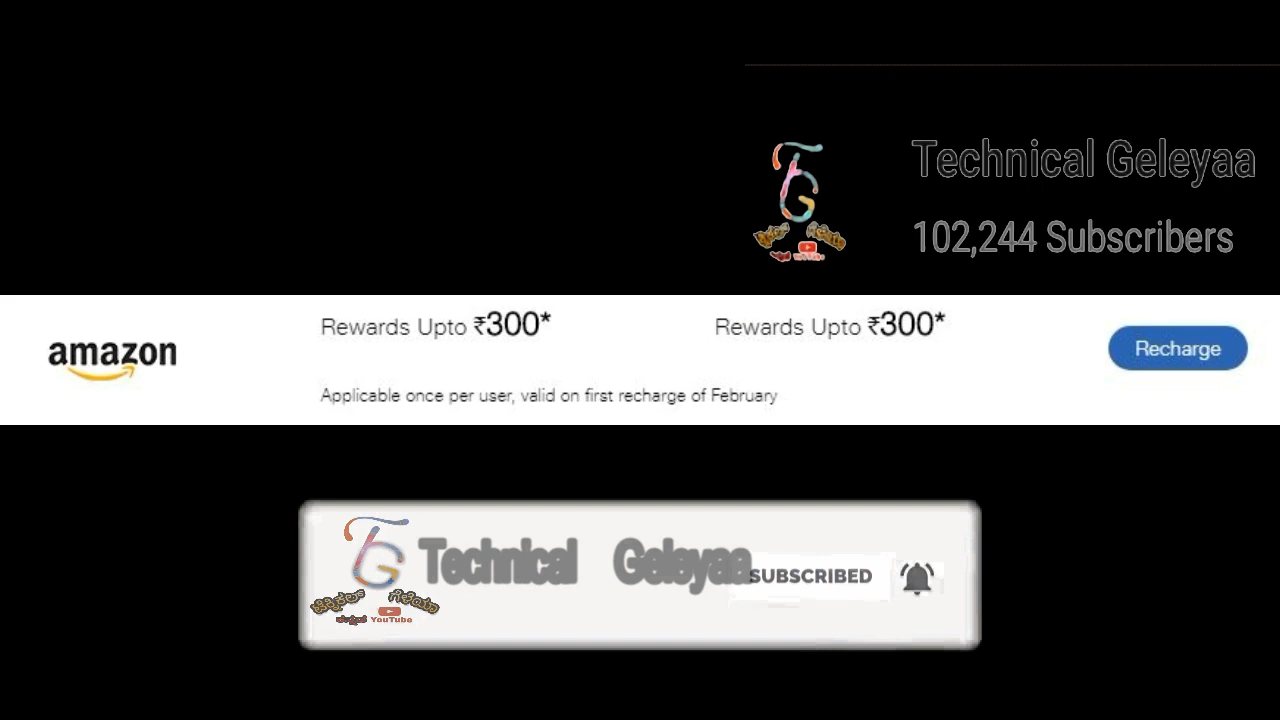 Technical Geleyaa
102,244 Subscribers
amazon
Rewards Upto ₹300*
Rewards Upto ₹300*
Recharge
Applicable once per user, valid on first recharge of February
Technical Geleyaa
SUBSCRIBED
ಟೆಕ್ನಿಕಲ್ ಗೆಳೆಯಾ
YouTube